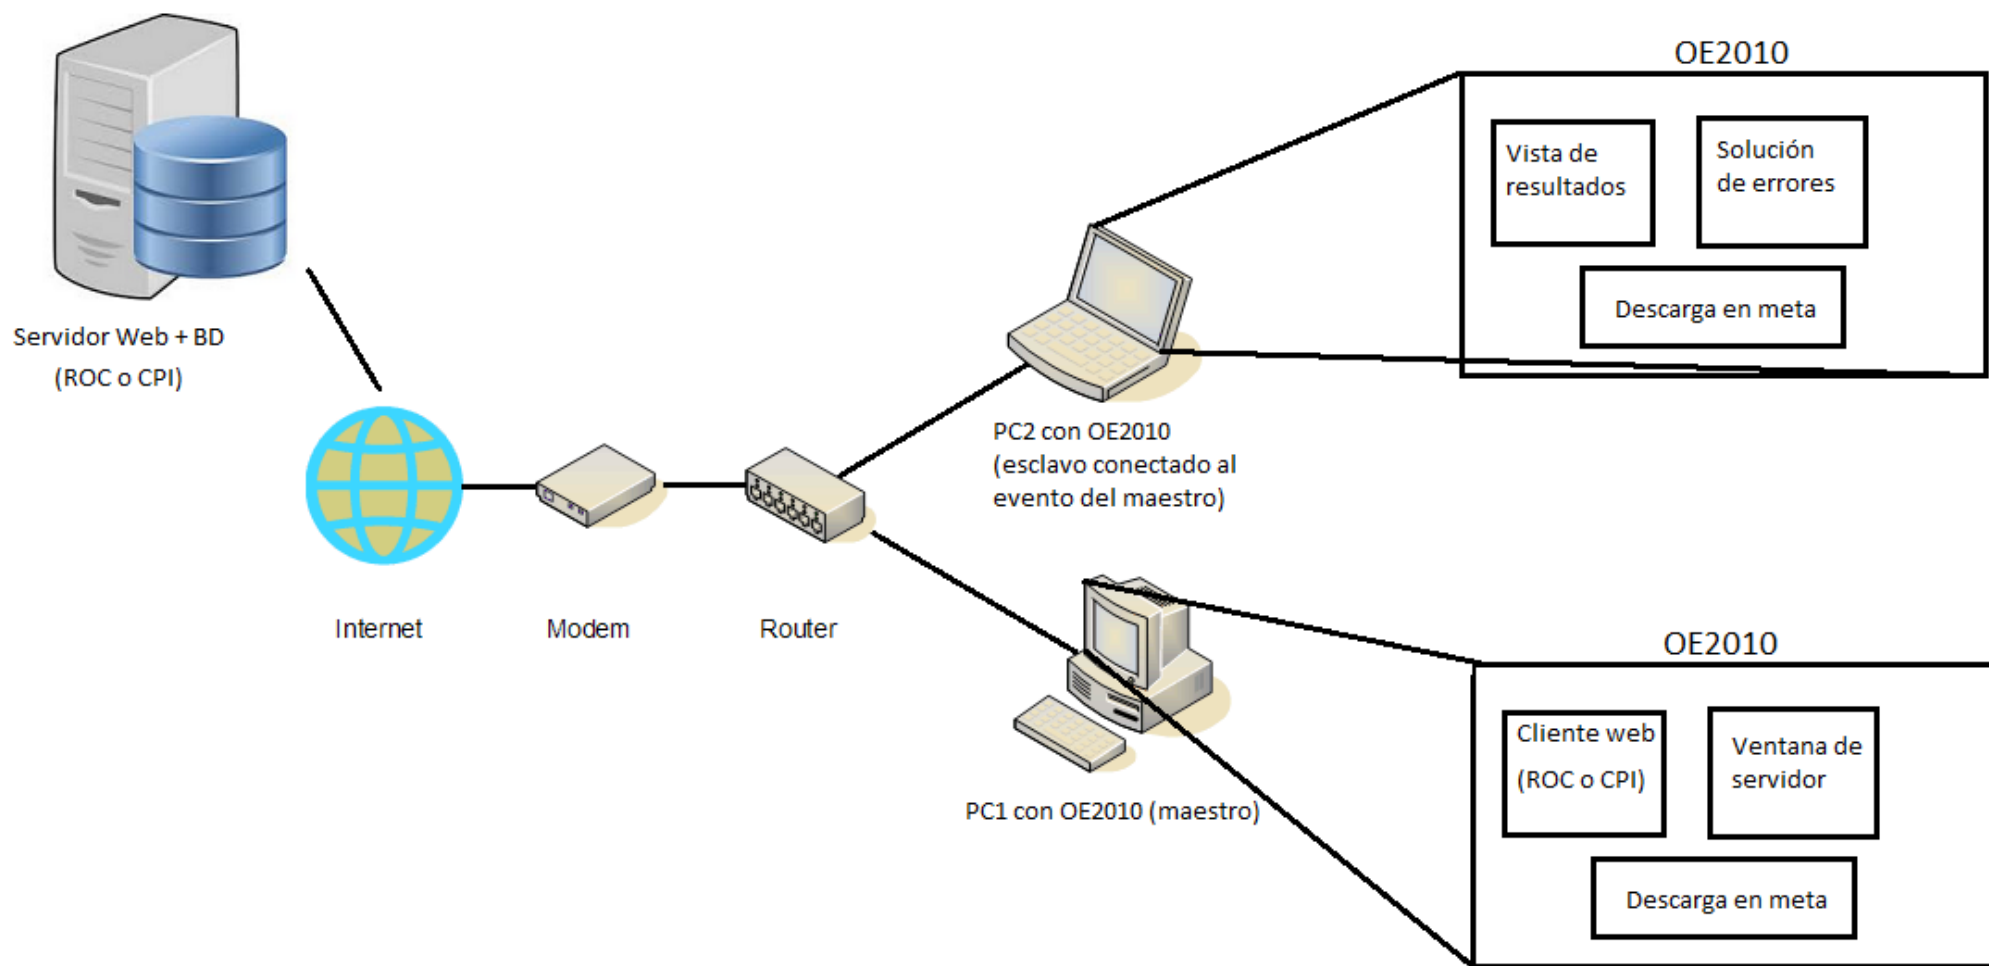 Servidor Web + BD
(ROC o CPI)
Internet
Modem
Router
PC2 con OE2010
(esclavo conectado al
evento del maestro)
PC1 con OE2010 (maestro)
OE2010
Vista de
resultados
Solución
de errores
Descarga en meta
OE2010
Cliente web
(ROC o CPI)
Ventana de
servidor
Descarga en meta